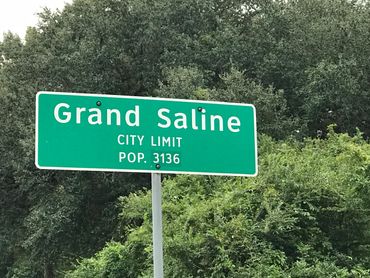 Grand Saline
CITY LIMIT
POP. 3136